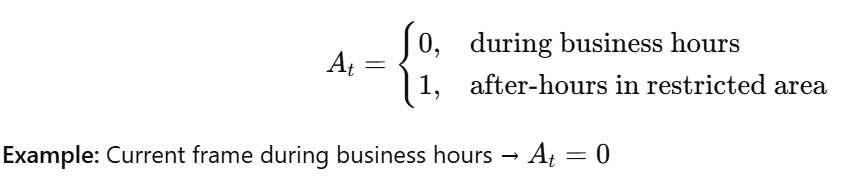 A_t = { 0, during business hours
1, after-hours in restricted area
Example: Current frame during business hours → A_t = 0